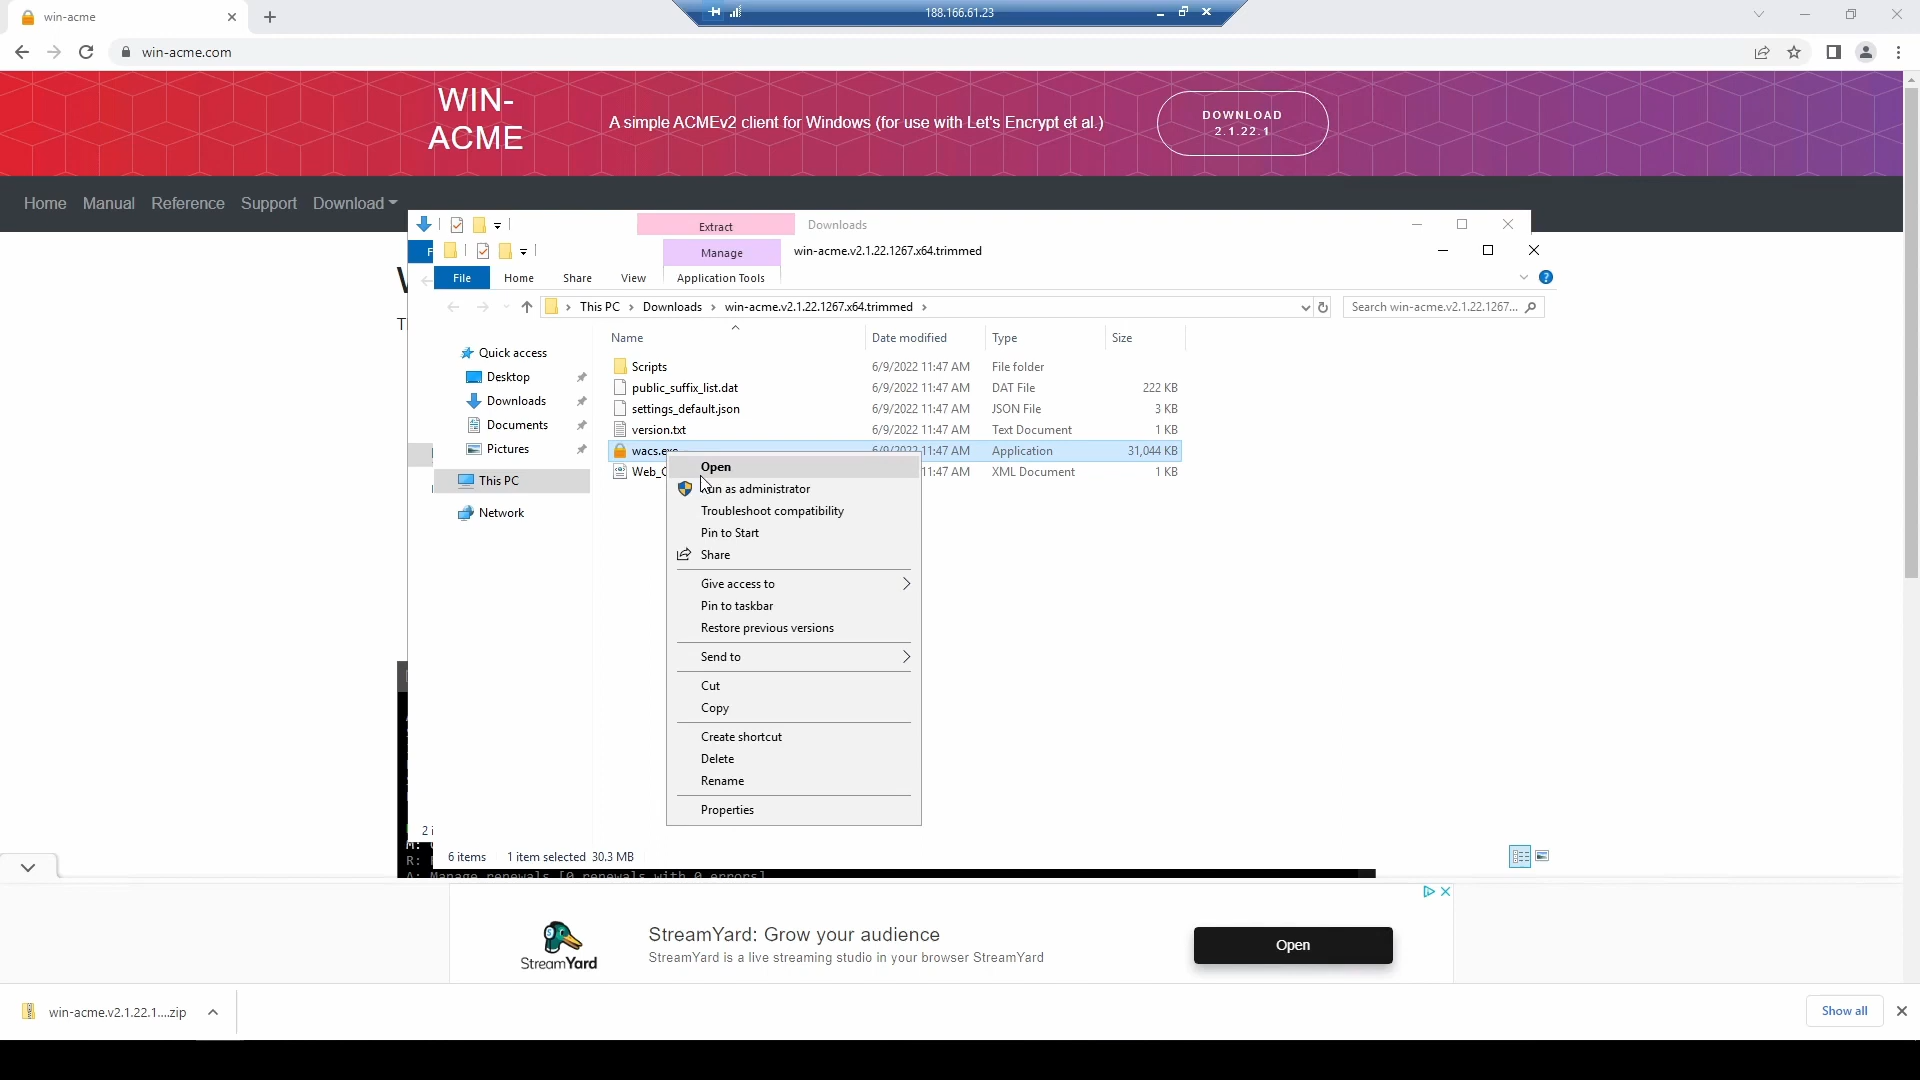 win-acme
188.166.61.23
win-acme.com
WIN-
ACME
A simple ACMEv2 client for Windows (for use with Let's Encrypt et al.)
DOWNLOAD
2.1.22.1
Home Manual Reference Support Download
Extract Downloads
Manage win-acme.v2.1.22.1267.x64.trimmed
File Home Share View Application Tools
This PC Downloads win-acme.v2.1.22.1267.x64.trimmed Search win-acme.v2.1.22.1267...
Name Date modified Type Size
Quick access
Desktop
Downloads
Documents
Pictures
This PC
Network
Scripts 6/9/2022 11:47 AM File folder
public_suffix_list.dat 6/9/2022 11:47 AM DAT File 222 KB
settings_default.json 6/9/2022 11:47 AM JSON File 3 KB
version.txt 6/9/2022 11:47 AM Text Document 1 KB
wacs.exe 6/9/2022 11:47 AM Application 31,044 KB
Web_ 11:47 AM XML Document 1 KB
Open
Run as administrator
Troubleshoot compatibility
Pin to Start
Share
Give access to
Pin to taskbar
Restore previous versions
Send to
Cut
Copy
Create shortcut
Delete
Rename
Properties
2 i
6 items 1 item selected 30.3 MB
M:
R:
A: Manage renewals [0 renewals with 0 errors]
StreamYard
StreamYard: Grow your audience
StreamYard is a live streaming studio in your browser StreamYard
Open
win-acme.v2.1.22.1....zip
Show all